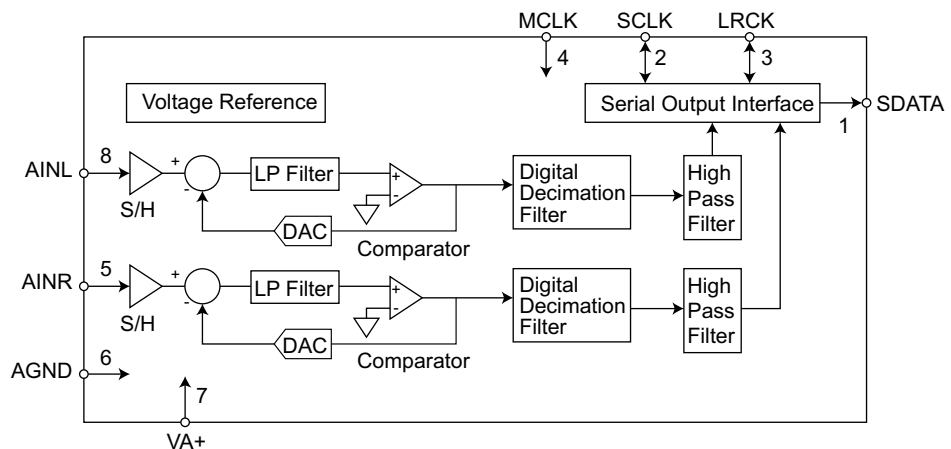 MCLK SCLK LRCK
4 2 3
Voltage Reference
Serial Output Interface
SDATA
1
AINL
8
+
-
S/H
LP Filter
+
-
Comparator
DAC
Digital
Decimation
Filter
High
Pass
Filter
AINR
5
+
-
S/H
LP Filter
+
-
Comparator
DAC
Digital
Decimation
Filter
High
Pass
Filter
AGND
6
7
VA+